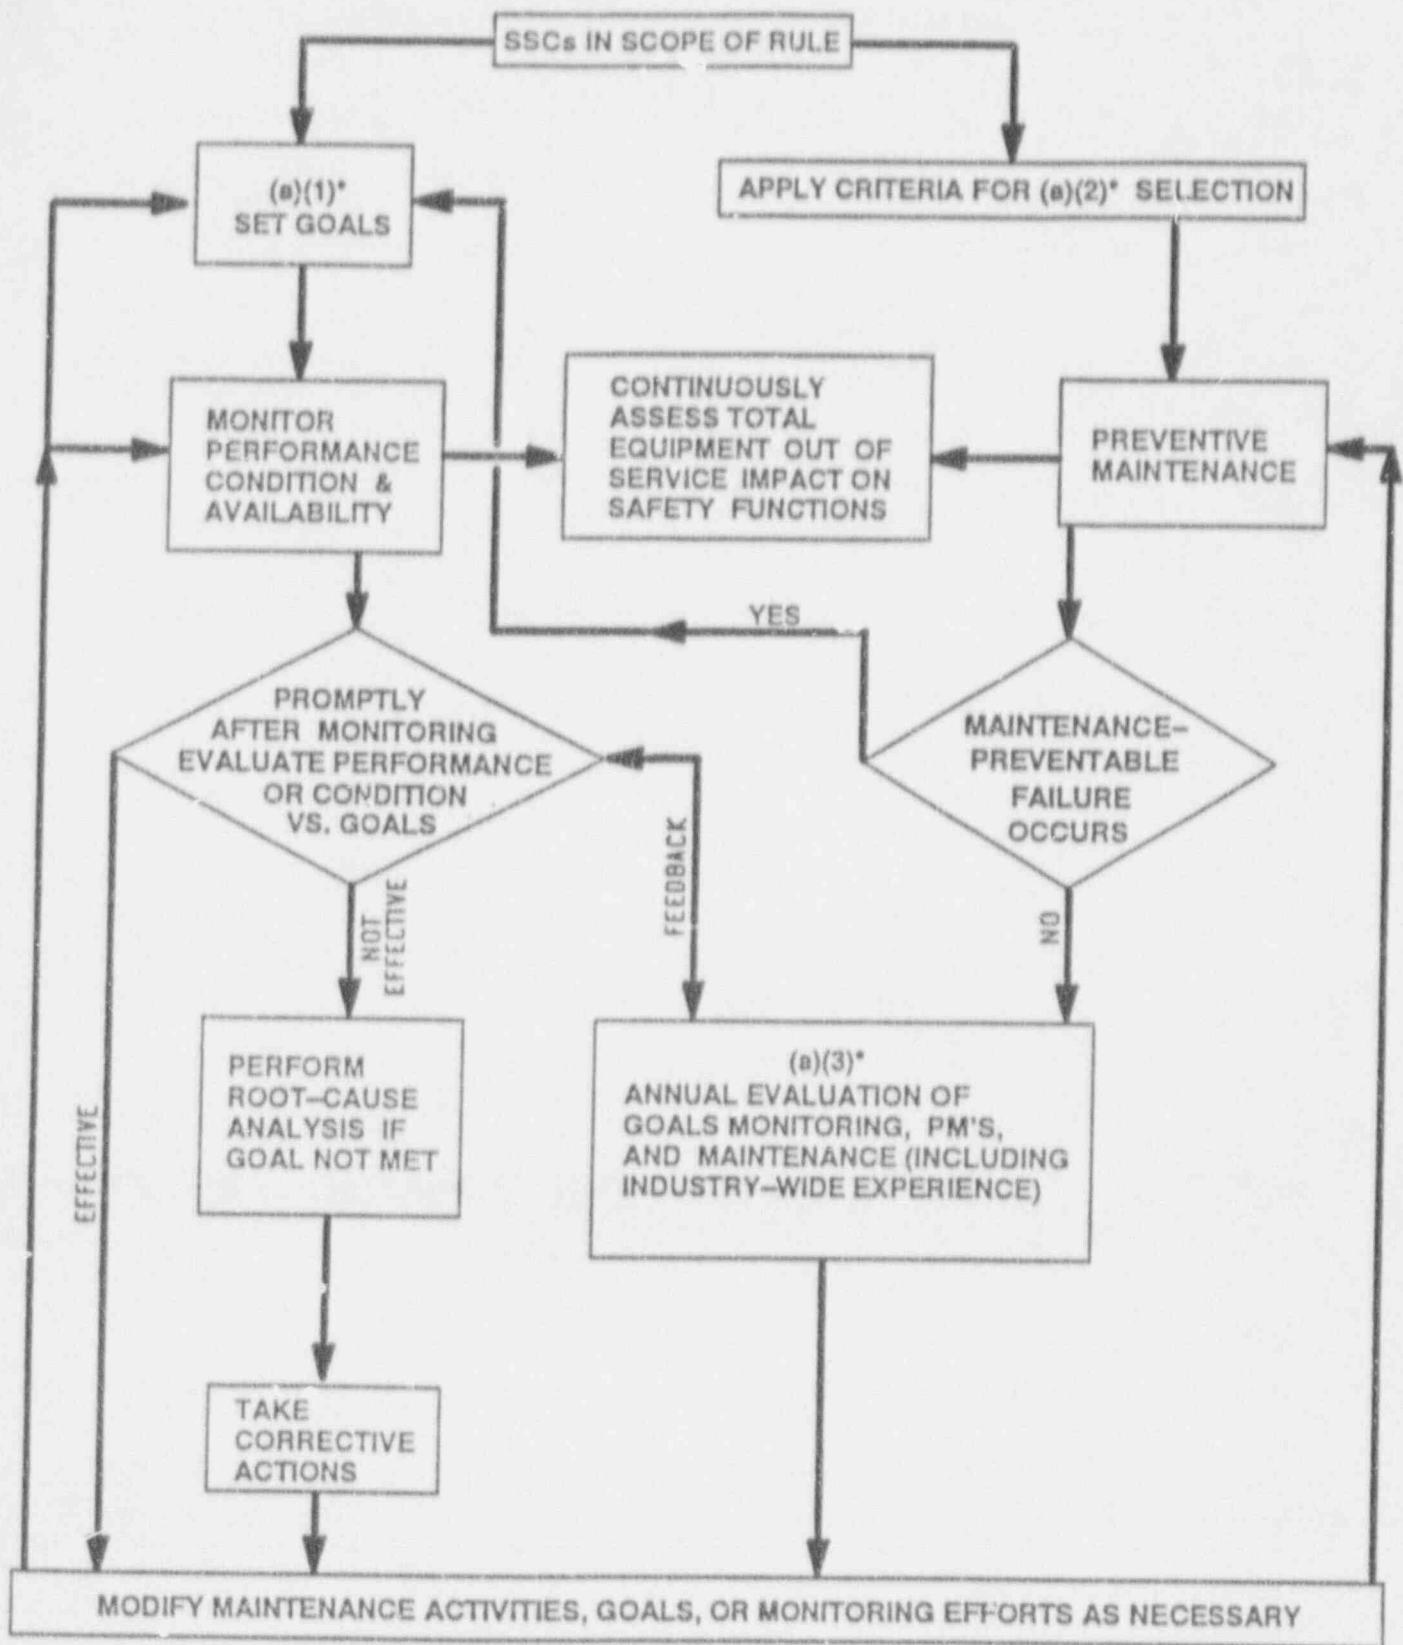 SSCs IN SCOPE OF RULE
(a)(1)*
SET GOALS
APPLY CRITERIA FOR (a)(2)* SELECTION
MONITOR
PERFORMANCE
CONDITION &
AVAILABILITY
CONTINUOUSLY
ASSESS TOTAL
EQUIPMENT OUT OF
SERVICE IMPACT ON
SAFETY FUNCTIONS
PREVENTIVE
MAINTENANCE
YES
PROMPTLY
AFTER MONITORING
EVALUATE PERFORMANCE
OR CONDITION
VS. GOALS
MAINTENANCE–
PREVENTABLE
FAILURE
OCCURS
FEEDBACK
NOT
EFFECTIVE
NO
EFFECTIVE
PERFORM
ROOT–CAUSE
ANALYSIS IF
GOAL NOT MET
(a)(3)*
ANNUAL EVALUATION OF
GOALS MONITORING, PM'S,
AND MAINTENANCE (INCLUDING
INDUSTRY–WIDE EXPERIENCE)
TAKE
CORRECTIVE
ACTIONS
MODIFY MAINTENANCE ACTIVITIES, GOALS, OR MONITORING EFFORTS AS NECESSARY